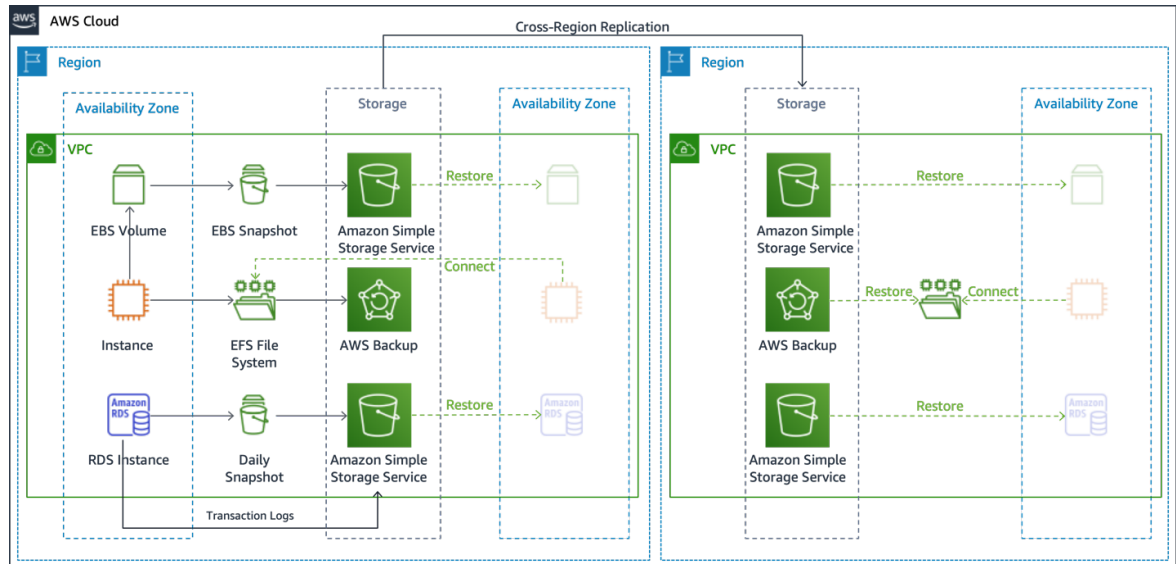 aws
AWS Cloud
Cross-Region Replication
Region
Region
Availability Zone
Storage
Availability Zone
Storage
Availability Zone
VPC
VPC
Restore
Restore
EBS Volume
EBS Snapshot
Amazon Simple
Storage Service
Amazon Simple
Storage Service
Connect
Restore
Connect
Instance
EFS File
System
AWS Backup
AWS Backup
Amazon
RDS
Restore
Amazon
RDS
Restore
Amazon
RDS
RDS Instance
Daily
Snapshot
Amazon Simple
Storage Service
Amazon Simple
Storage Service
Transaction Logs